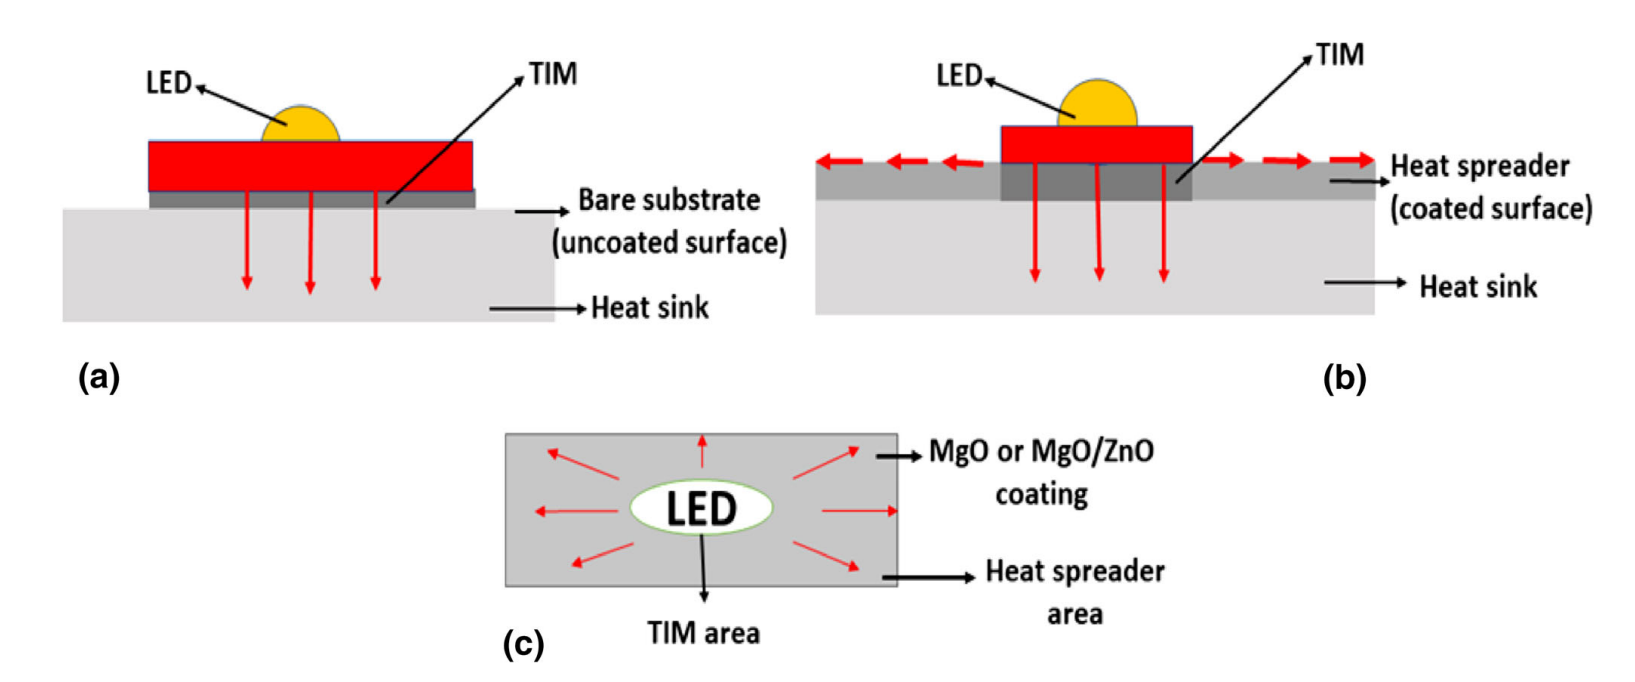 LED
TIM
Bare substrate
(uncoated surface)
Heat sink
(a)
LED
TIM
Heat spreader
(coated surface)
Heat sink
(b)
LED
MgO or MgO/ZnO
coating
Heat spreader
area
TIM area
(c)